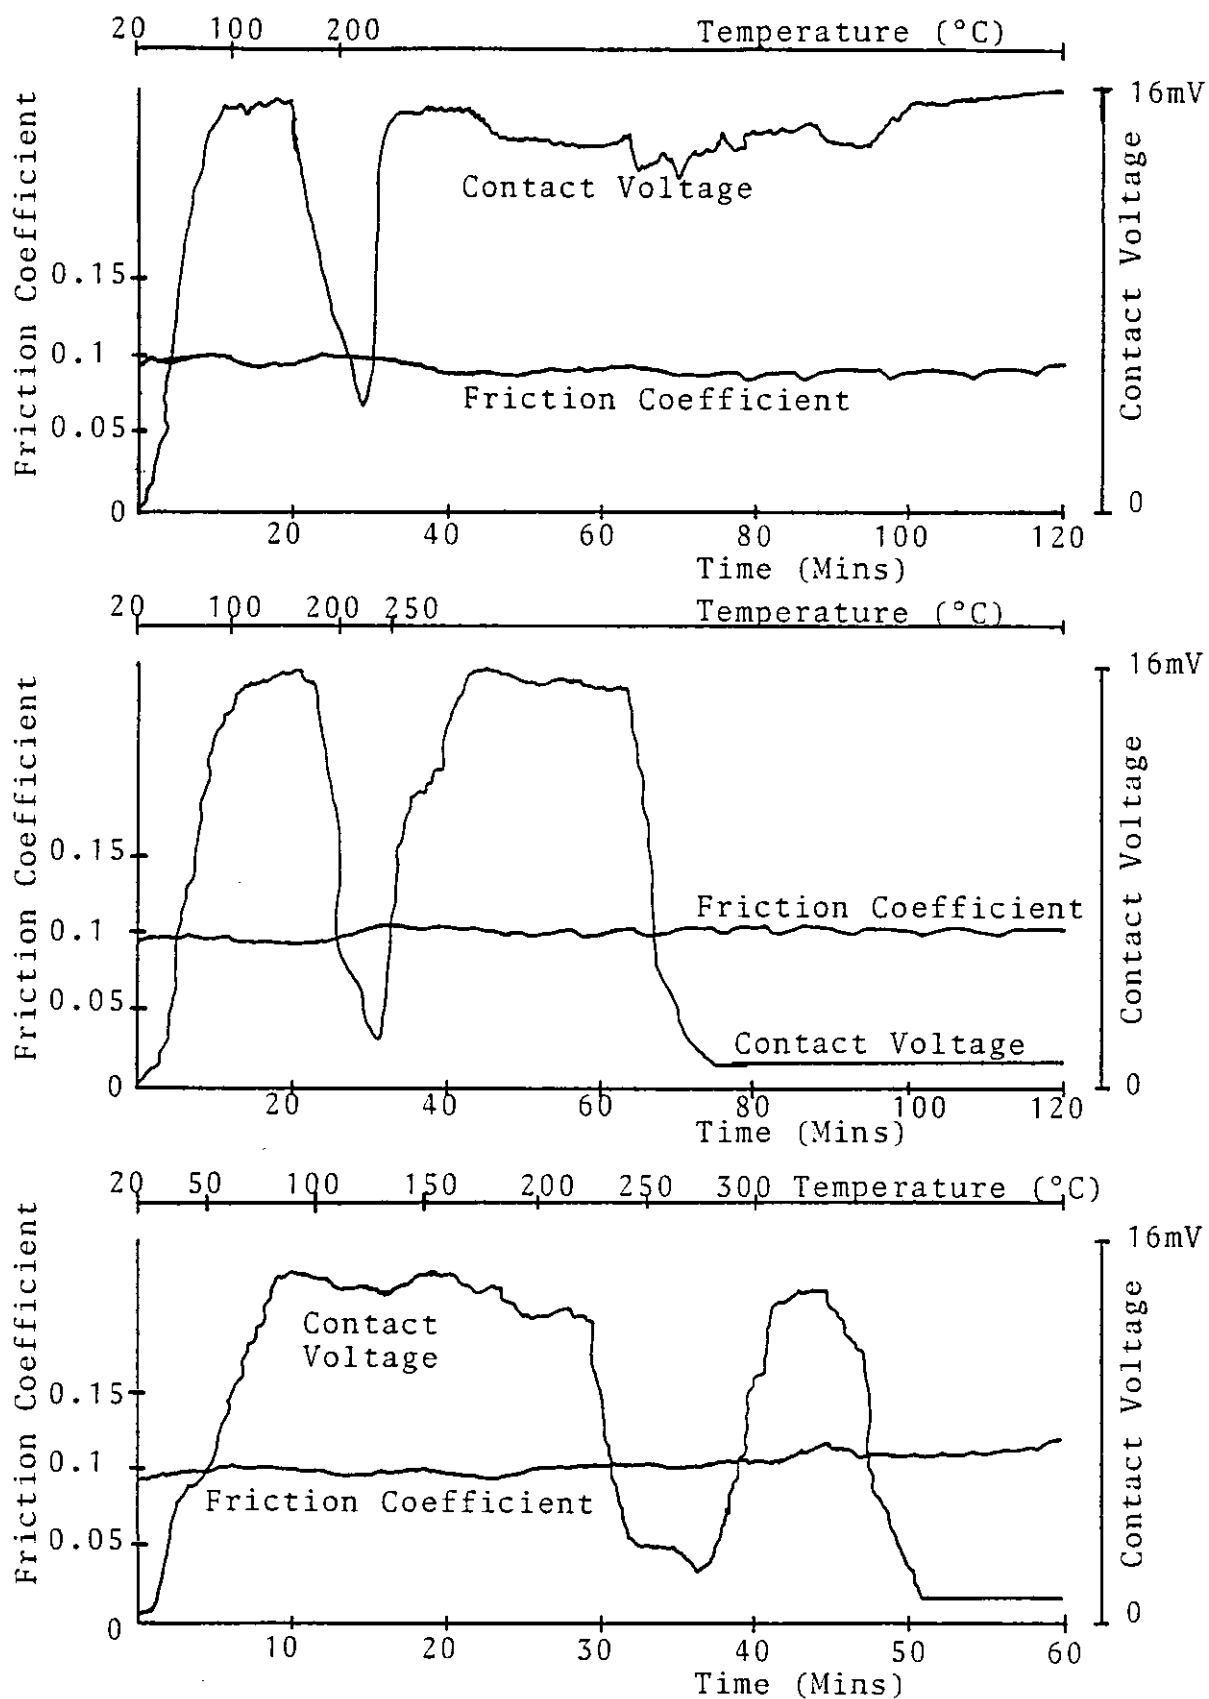 20 100 200 Temperature (°C)
16mV
Friction Coefficient
Contact Voltage
Contact Voltage
0.15
0.1
Friction Coefficient
0.05
0
0
20 40 60 80 100 120
Time (Mins)
20 100 200 250 Temperature (°C)
16mV
Friction Coefficient
Contact Voltage
0.15
Friction Coefficient
0.1
0.05
Contact Voltage
0
0
20 40 60 80 100 120
Time (Mins)
20 50 100 150 200 250 300 Temperature (°C)
16mV
Friction Coefficient
Contact Voltage
Contact
Voltage
0.15
0.1
Friction Coefficient
0.05
0
0
10 20 30 40 50 60
Time (Mins)